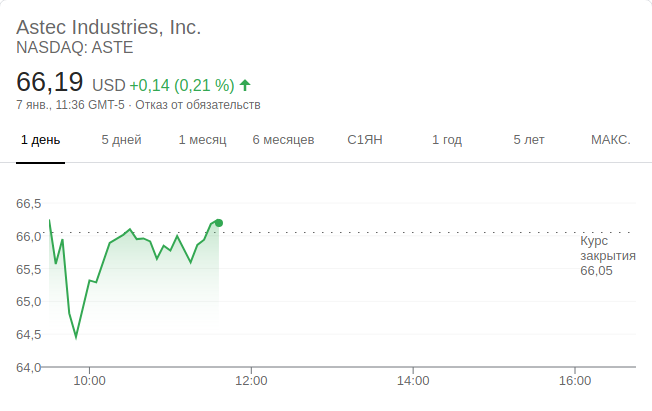 Astec Industries, Inc.
NASDAQ: ASTE
66,19 USD +0,14 (0,21 %)
7 янв., 11:36 GMT-5 · Отказ от обязательств
1 день 5 дней 1 месяц 6 месяцев С1ЯН 1 год 5 лет МАКС.
66,5
66,0
65,5
65,0
64,5
64,0
Курс
закрытия
66,05
10:00 12:00 14:00 16:00